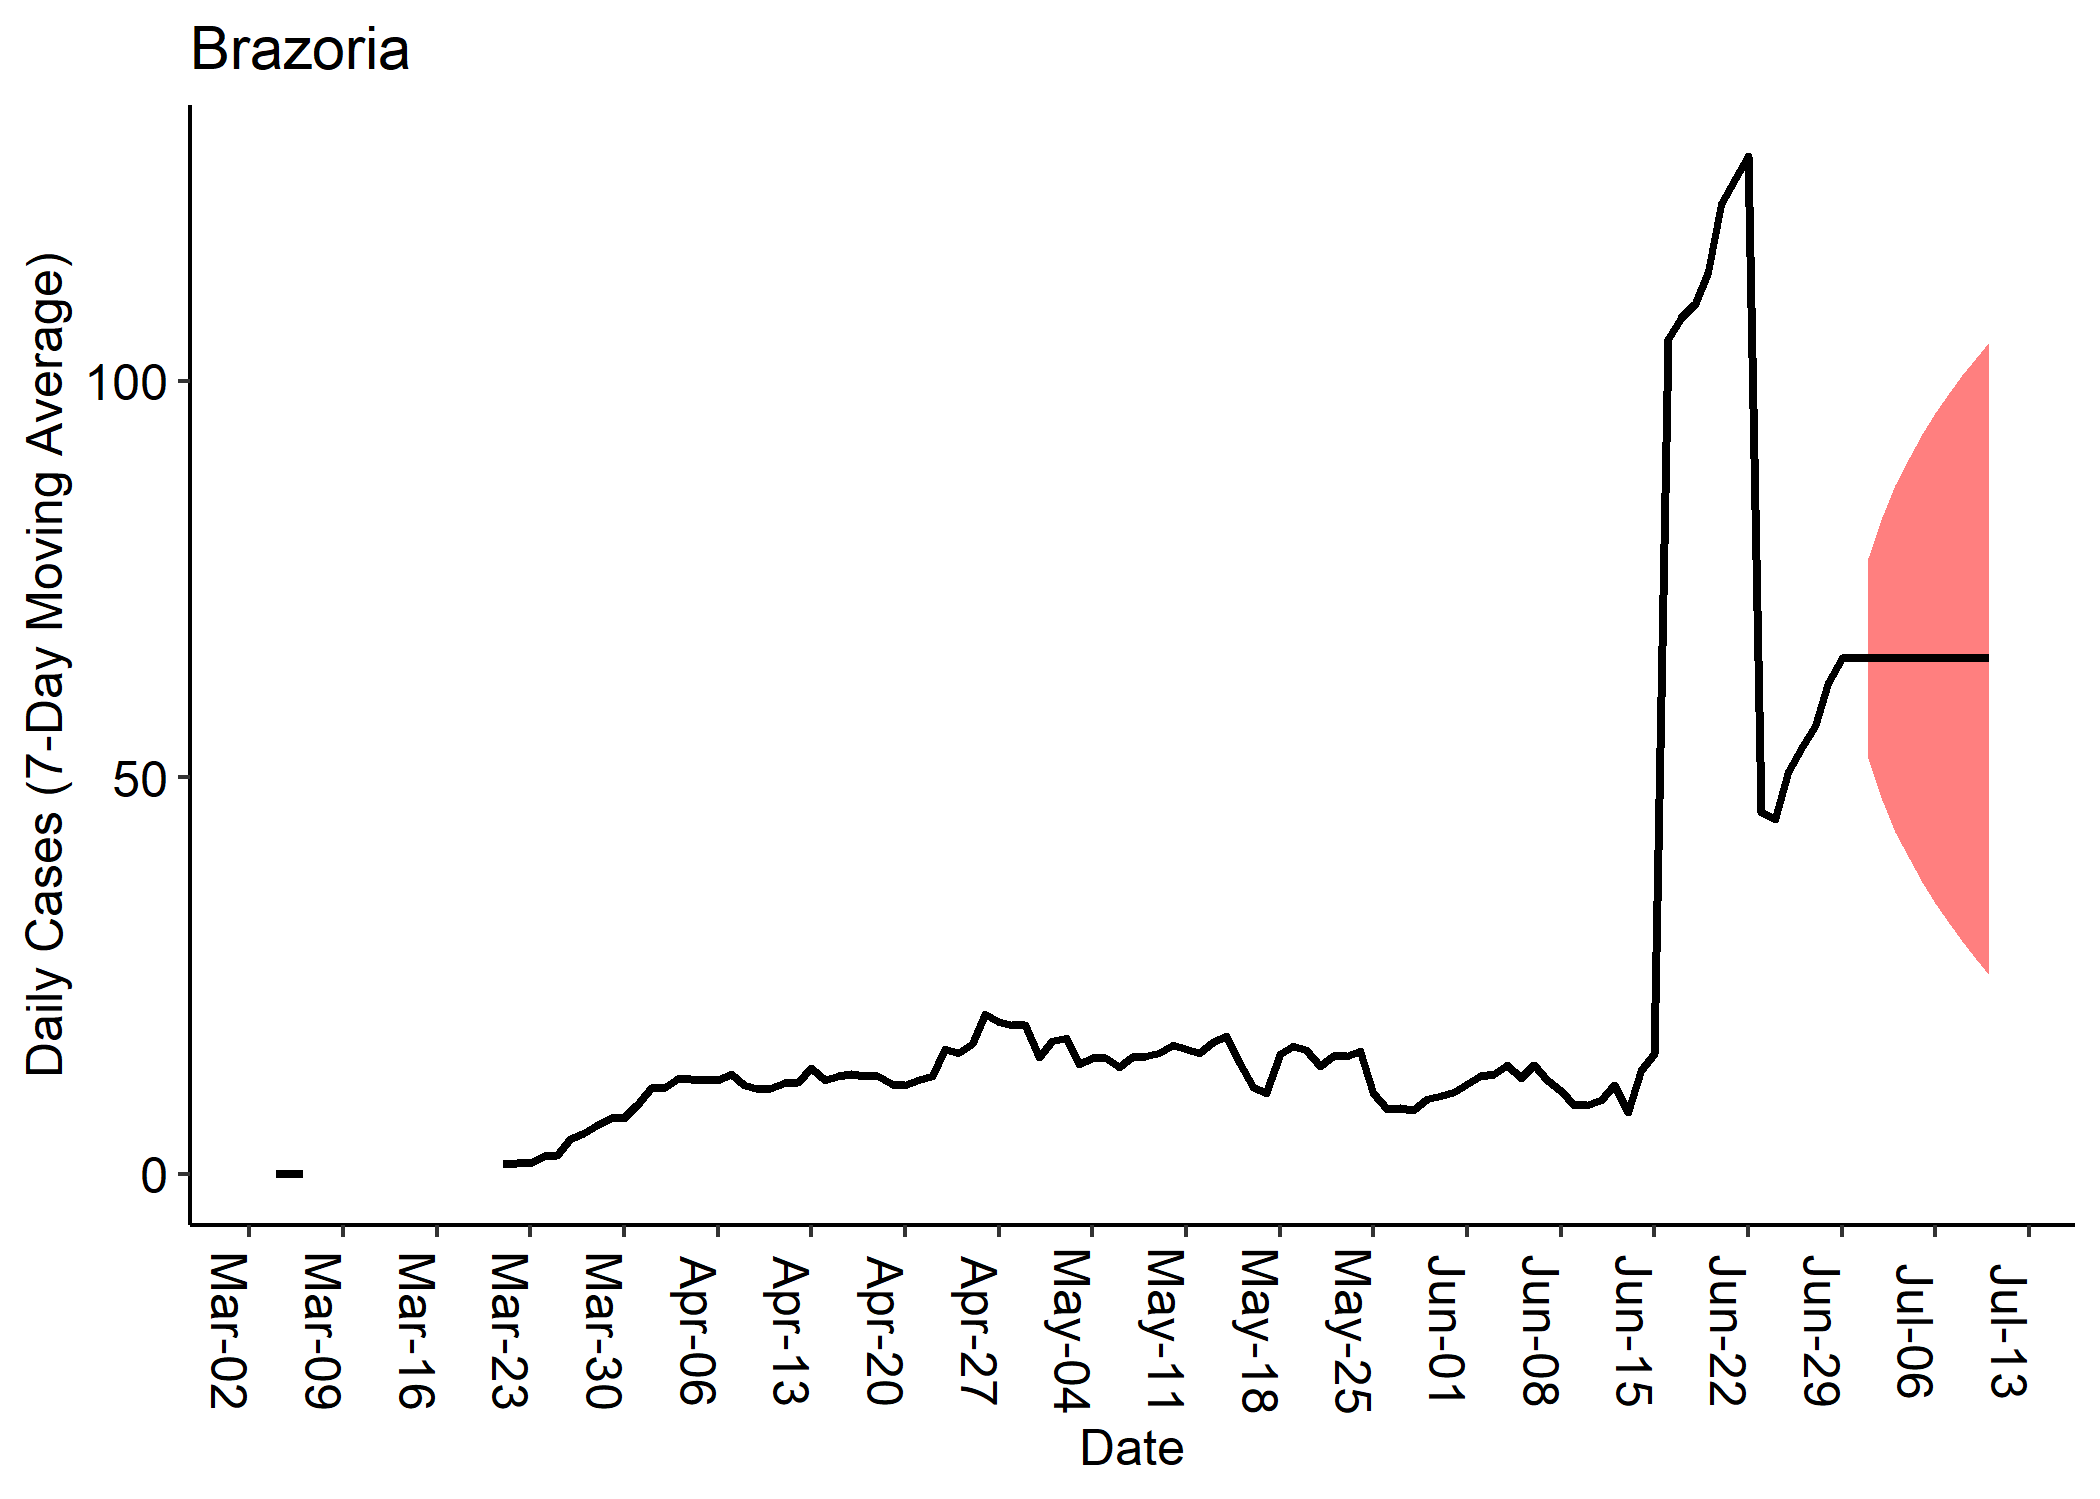 Brazoria
Daily Cases (7-Day Moving Average)
100
50
0
Mar-02
Mar-09
Mar-16
Mar-23
Mar-30
Apr-06
Apr-13
Apr-20
Apr-27
May-04
May-11
May-18
May-25
Jun-01
Jun-08
Jun-15
Jun-22
Jun-29
Jul-06
Jul-13
Date